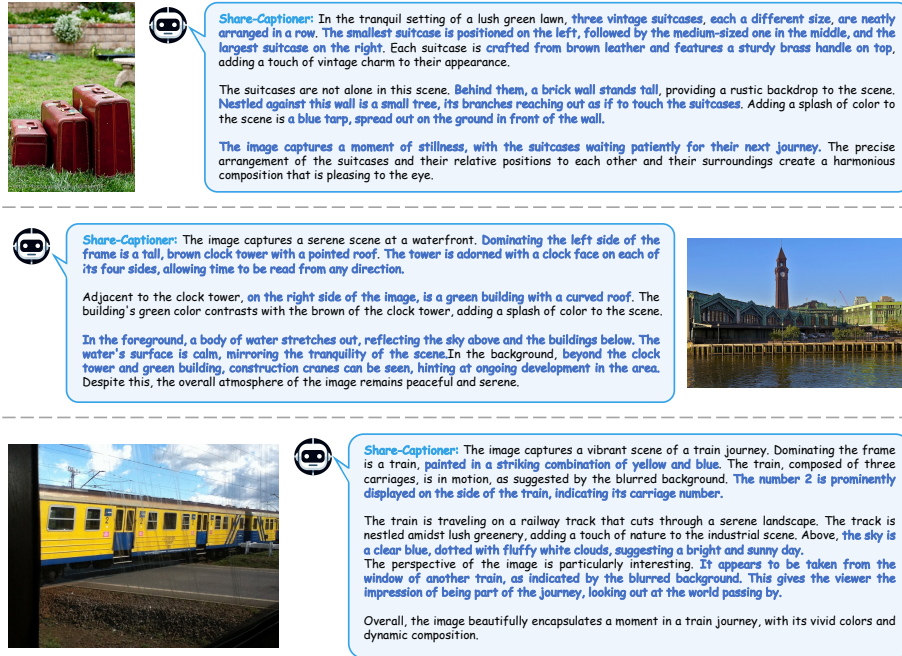 Share-Captioner: In the tranquil setting of a lush green lawn, three vintage suitcases, each a different size, are neatly
arranged in a row. The smallest suitcase is positioned on the left, followed by the medium-sized one in the middle, and the
largest suitcase on the right. Each suitcase is crafted from brown leather and features a sturdy brass handle on top,
adding a touch of vintage charm to their appearance.
The suitcases are not alone in this scene. Behind them, a brick wall stands tall, providing a rustic backdrop to the scene.
Nestled against this wall is a small tree, its branches reaching out as if to touch the suitcases. Adding a splash of color to
the scene is a blue tarp, spread out on the ground in front of the wall.
The image captures a moment of stillness, with the suitcases waiting patiently for their next journey. The precise
arrangement of the suitcases and their relative positions to each other and their surroundings create a harmonious
composition that is pleasing to the eye.
Share-Captioner: The image captures a serene scene at a waterfront. Dominating the left side of the
frame is a tall, brown clock tower with a pointed roof. The tower is adorned with a clock face on each of
its four sides, allowing time to be read from any direction.
Adjacent to the clock tower, on the right side of the image, is a green building with a curved roof. The
building's green color contrasts with the brown of the clock tower, adding a splash of color to the scene.
In the foreground, a body of water stretches out, reflecting the sky above and the buildings below. The
water's surface is calm, mirroring the tranquility of the scene.In the background, beyond the clock
tower and green building, construction cranes can be seen, hinting at ongoing development in the area.
Despite this, the overall atmosphere of the image remains peaceful and serene.
Share-Captioner: The image captures a vibrant scene of a train journey. Dominating the frame
is a train, painted in a striking combination of yellow and blue. The train, composed of three
carriages, is in motion, as suggested by the blurred background. The number 2 is prominently
displayed on the side of the train, indicating its carriage number.
The train is traveling on a railway track that cuts through a serene landscape. The track is
nestled amidst lush greenery, adding a touch of nature to the industrial scene. Above, the sky is
a clear blue, dotted with fluffy white clouds, suggesting a bright and sunny day.
The perspective of the image is particularly interesting. It appears to be taken from the
window of another train, as indicated by the blurred background. This gives the viewer the
impression of being part of the journey, looking out at the world passing by.
Overall, the image beautifully encapsulates a moment in a train journey, with its vivid colors and
dynamic composition.